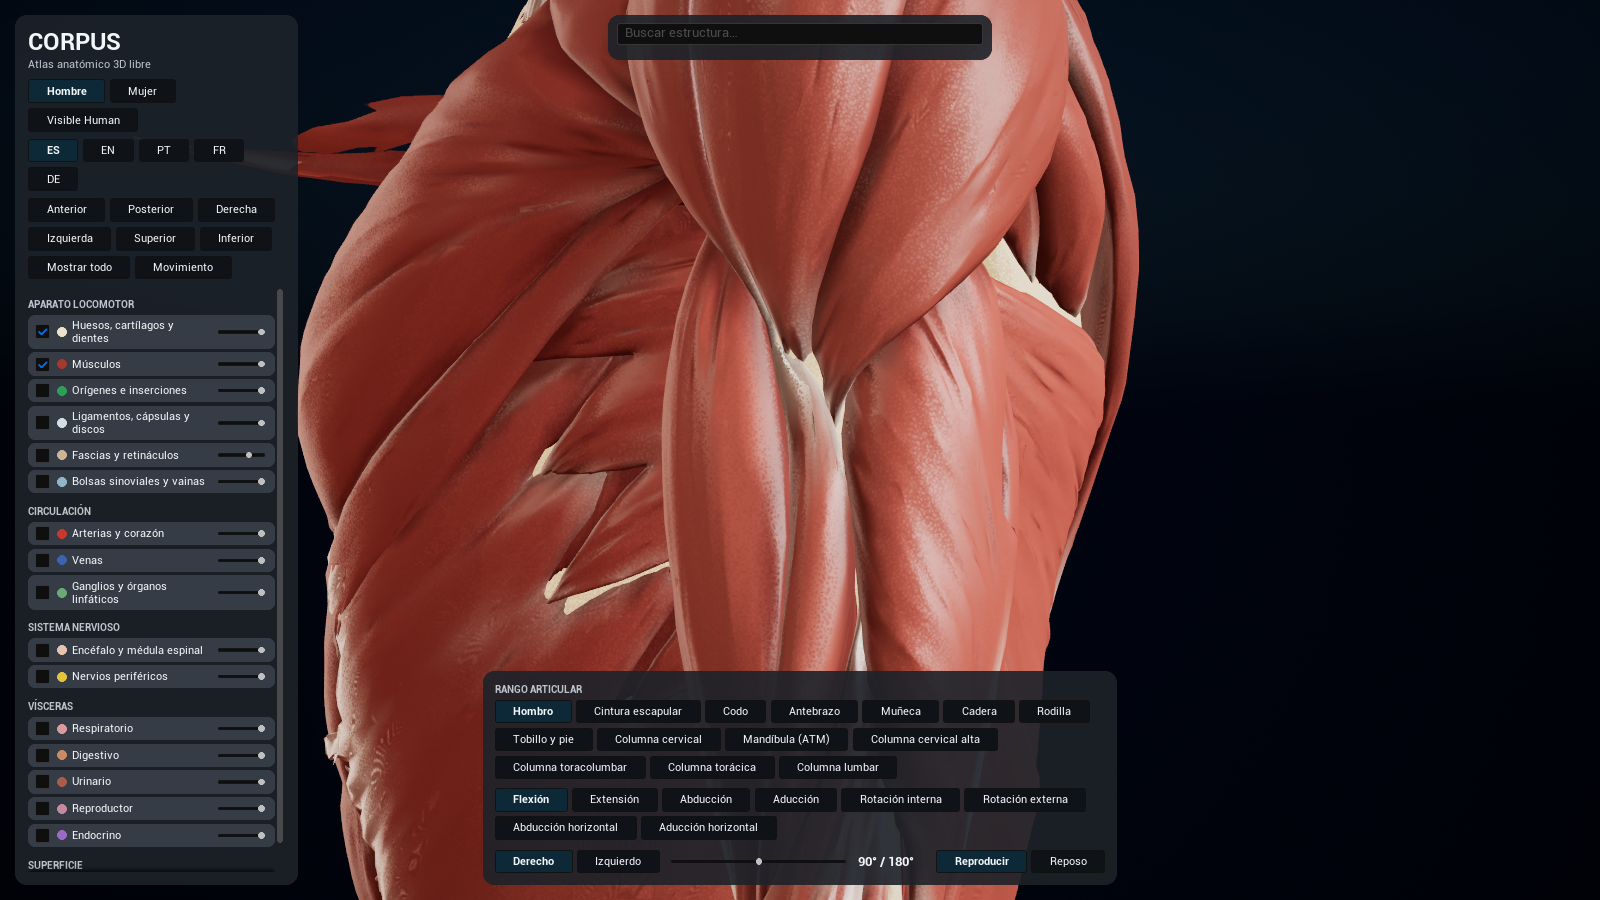 CORPUS
Atlas anatómico 3D libre
Hombre Mujer
Visible Human
ES EN PT FR
DE
Anterior Posterior Derecha
Izquierda Superior Inferior
Mostrar todo Movimiento
APARATO LOCOMOTOR
Huesos, cartílagos y
dientes
Músculos
Orígenes e inserciones
Ligamentos, cápsulas y
discos
Fascias y retináculos
Bolsas sinoviales y vainas
CIRCULACIÓN
Arterias y corazón
Venas
Ganglios y órganos
linfáticos
SISTEMA NERVIOSO
Encéfalo y médula espinal
Nervios periféricos
VÍSCERAS
Respiratorio
Digestivo
Urinario
Reproductor
Endocrino
SUPERFICIE
Buscar estructura...
RANGO ARTICULAR
Hombro Cintura escapular Codo Antebrazo Muñeca Cadera Rodilla
Tobillo y pie Columna cervical Mandíbula (ATM) Columna cervical alta
Columna toracolumbar Columna torácica Columna lumbar
Flexión Extensión Abducción Aducción Rotación interna Rotación externa
Abducción horizontal Aducción horizontal
Derecho Izquierdo 90° / 180° Reproducir Reposo